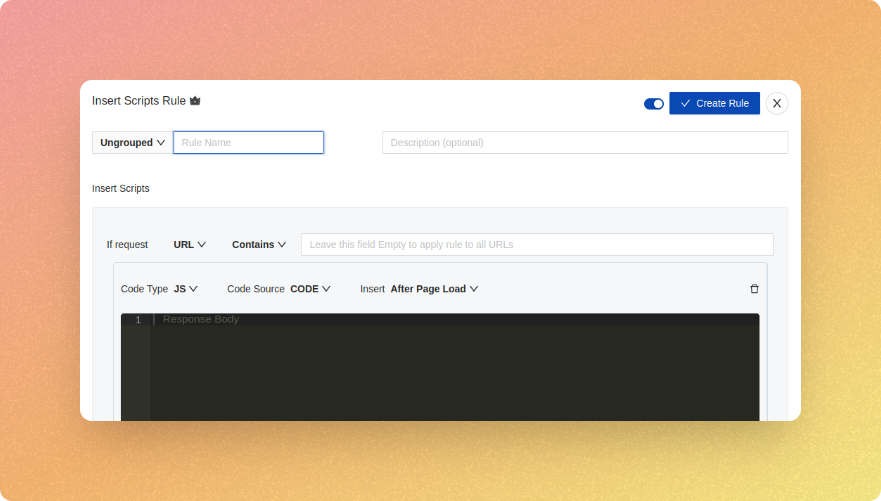 Insert Scripts Rule
Create Rule
Ungrouped Rule Name Description (optional)
Insert Scripts
If request URL Contains Leave this field Empty to apply rule to all URLs
Code Type JS Code Source CODE Insert After Page Load
1 Response Body